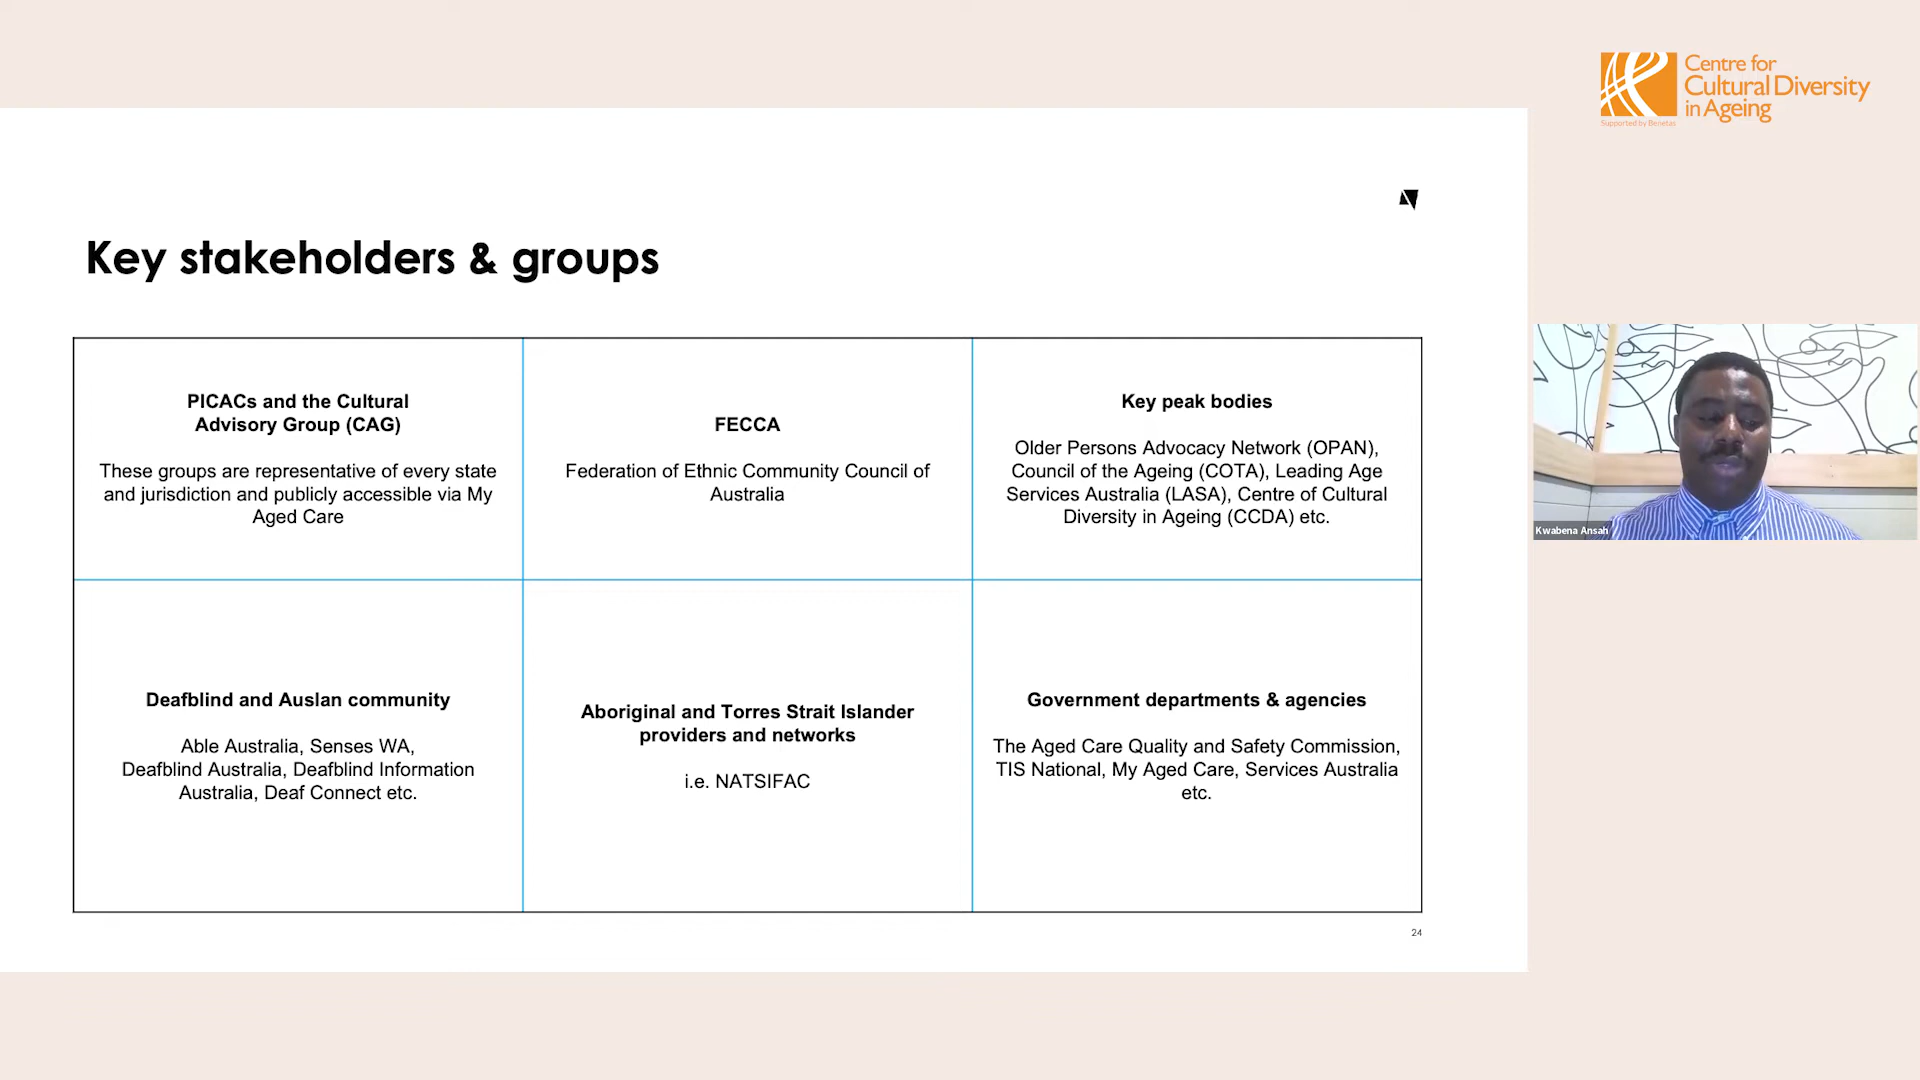 Centre for
Cultural Diversity
in Ageing
Supported by Benetas
Key stakeholders & groups
PICACs and the Cultural
Advisory Group (CAG)
These groups are representative of every state
and jurisdiction and publicly accessible via My
Aged Care
FECCA
Federation of Ethnic Community Council of
Australia
Key peak bodies
Older Persons Advocacy Network (OPAN),
Council of the Ageing (COTA), Leading Age
Services Australia (LASA), Centre of Cultural
Diversity in Ageing (CCDA) etc.
Deafblind and Auslan community
Able Australia, Senses WA,
Deafblind Australia, Deafblind Information
Australia, Deaf Connect etc.
Aboriginal and Torres Strait Islander
providers and networks
i.e. NATSIFAC
Government departments & agencies
The Aged Care Quality and Safety Commission,
TIS National, My Aged Care, Services Australia
etc.
24
Kwabena Ansah